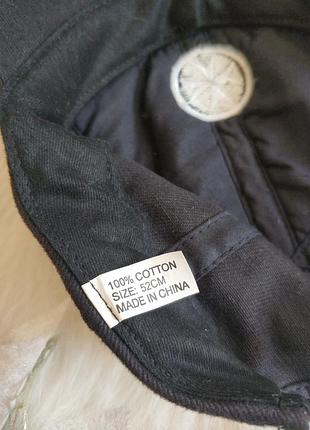 100% COTTON
SIZE: 52CM
MADE IN CHINA